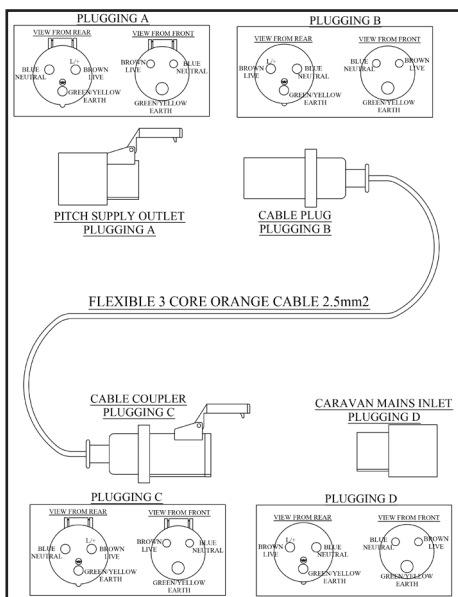 PLUGGING A
VIEW FROM REAR
VIEW FROM FRONT
L/+
BLUE
NEUTRAL
BROWN
LIVE
GREEN/YELLOW
EARTH
BROWN
LIVE
BLUE
NEUTRAL
GREEN/YELLOW
EARTH
PLUGGING B
VIEW FROM REAR
VIEW FROM FRONT
L/+
BROWN
LIVE
BLUE
NEUTRAL
GREEN/YELLOW
EARTH
BLUE
NEUTRAL
BROWN
LIVE
GREEN/YELLOW
EARTH
PITCH SUPPLY OUTLET
PLUGGING A
CABLE PLUG
PLUGGING B
FLEXIBLE 3 CORE ORANGE CABLE 2.5mm2
CABLE COUPLER
PLUGGING C
CARAVAN MAINS INLET
PLUGGING D
PLUGGING C
VIEW FROM REAR
VIEW FROM FRONT
L/+
BLUE
NEUTRAL
BROWN
LIVE
GREEN/YELLOW
EARTH
BROWN
LIVE
BLUE
NEUTRAL
GREEN/YELLOW
EARTH
PLUGGING D
VIEW FROM REAR
VIEW FROM FRONT
L/+
BROWN
LIVE
BLUE
NEUTRAL
GREEN/YELLOW
EARTH
BLUE
NEUTRAL
BROWN
LIVE
GREEN/YELLOW
EARTH